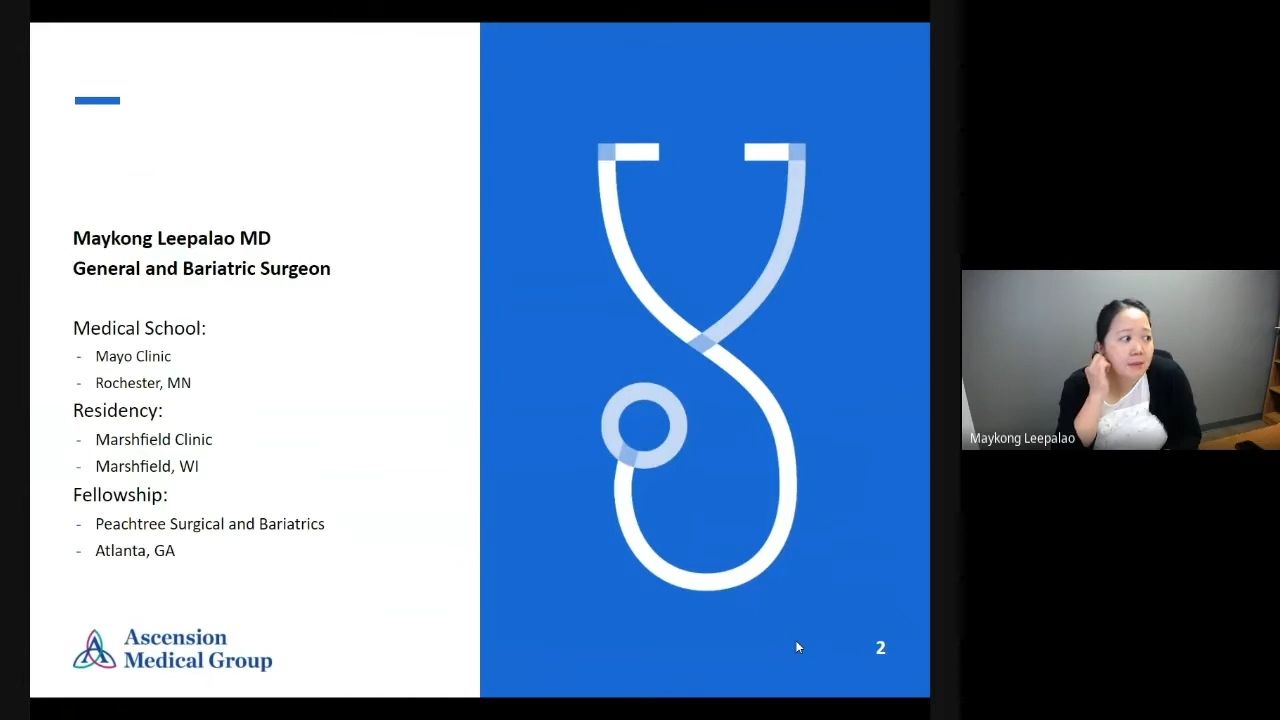 Maykong Leepalao MD
General and Bariatric Surgeon
Medical School:
- Mayo Clinic
- Rochester, MN
Residency:
- Marshfield Clinic
- Marshfield, WI
Fellowship:
- Peachtree Surgical and Bariatrics
- Atlanta, GA
Ascension
Medical Group
2
Maykong Leepalao